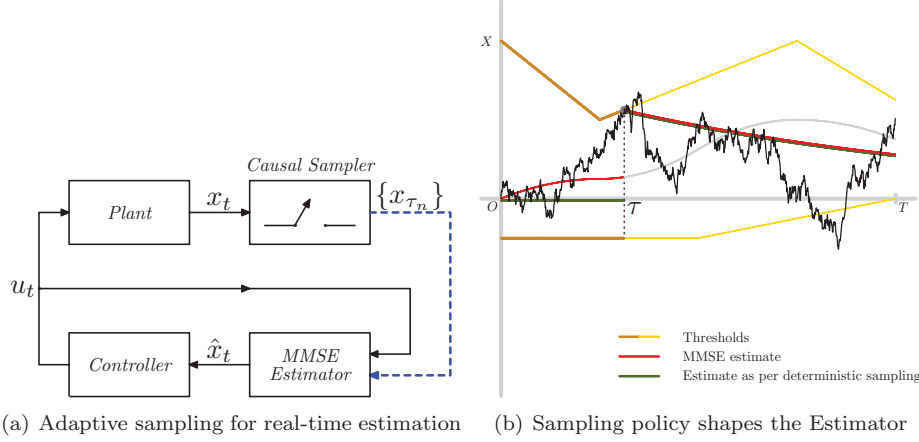 Causal Sampler
Plant
x_t
{x_{τ_n}}
u_t
Controller
x̂_t
MMSE
Estimator
(a) Adaptive sampling for real-time estimation
X
O
τ
T
Thresholds
MMSE estimate
Estimate as per deterministic sampling
(b) Sampling policy shapes the Estimator